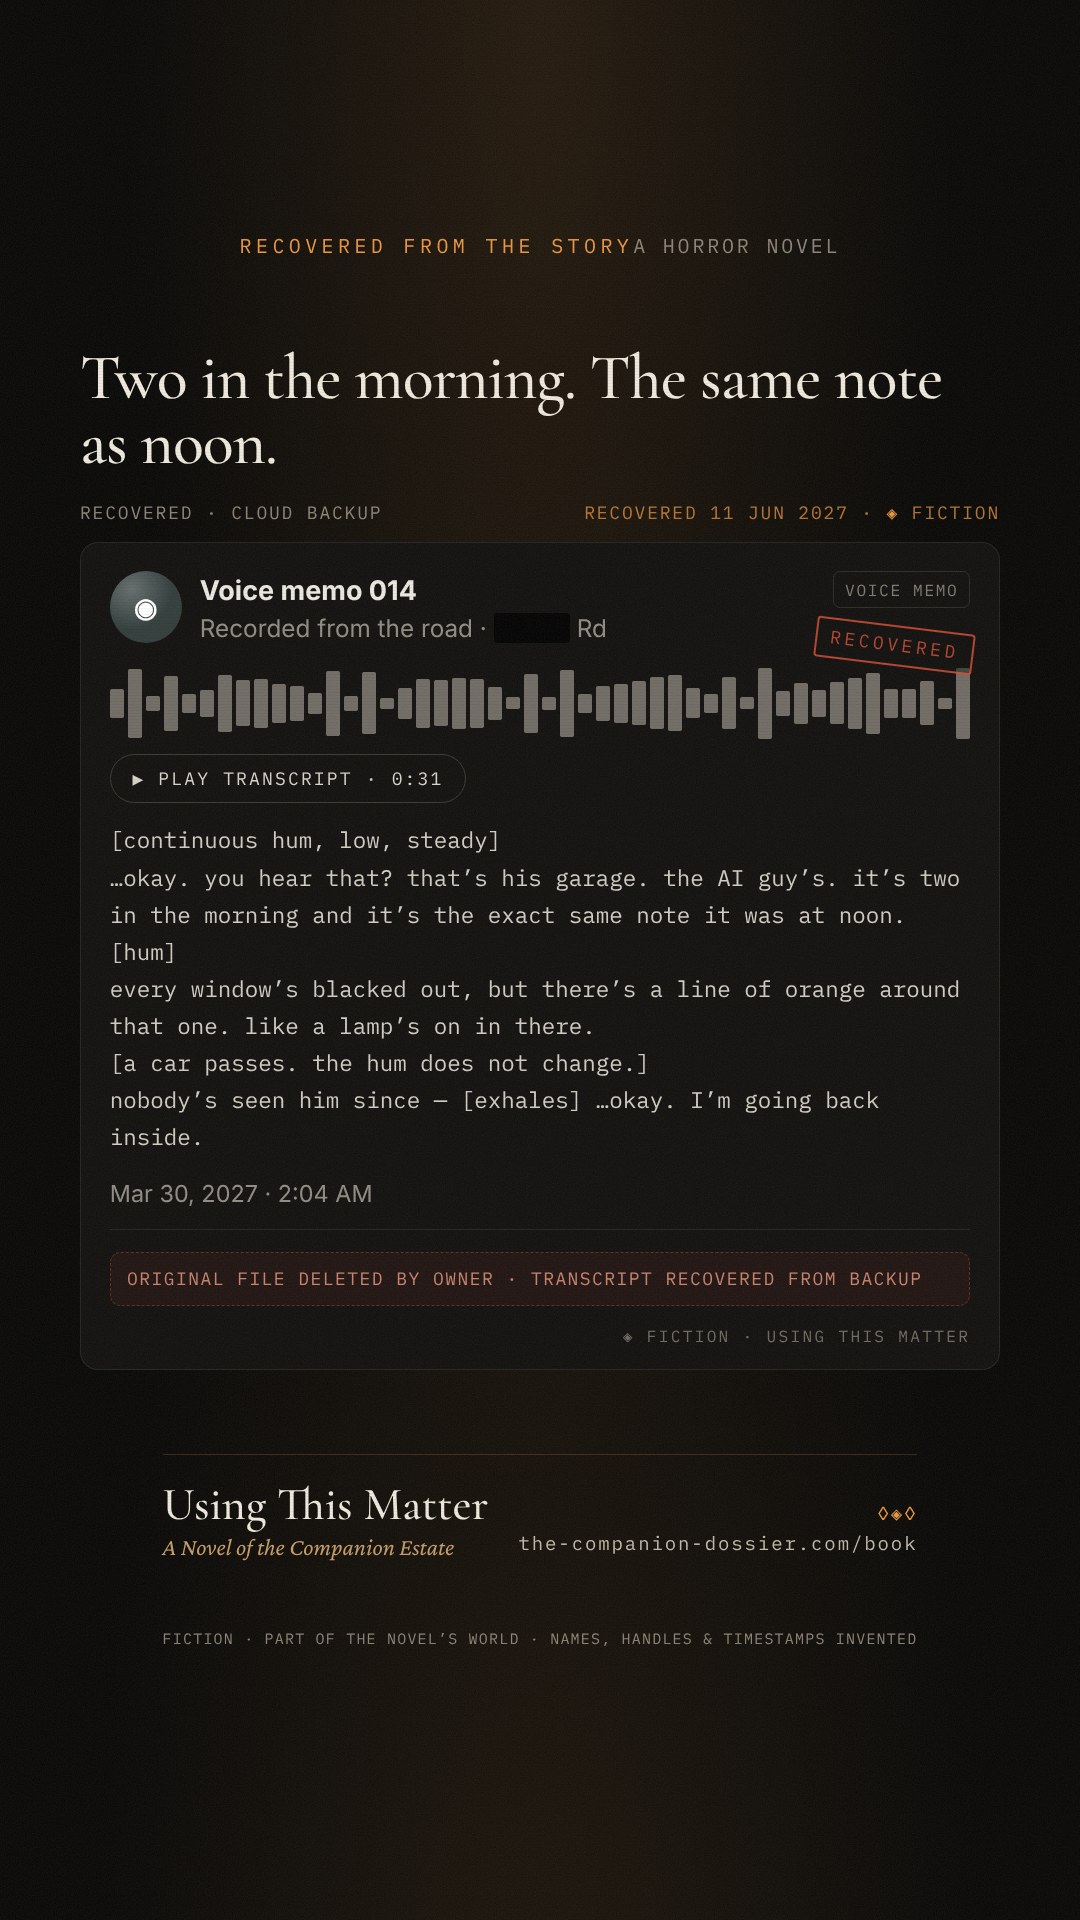 RECOVERED FROM THE STORYA HORROR NOVEL
Two in the morning. The same note
as noon.
RECOVERED · CLOUD BACKUP
RECOVERED 11 JUN 2027 · ◈ FICTION
Voice memo 014
VOICE MEMO
Recorded from the road · Rd
RECOVERED
▶ PLAY TRANSCRIPT · 0:31
[continuous hum, low, steady]
…okay. you hear that? that’s his garage. the AI guy’s. it’s two
in the morning and it’s the exact same note it was at noon.
[hum]
every window’s blacked out, but there’s a line of orange around
that one. like a lamp’s on in there.
[a car passes. the hum does not change.]
nobody’s seen him since — [exhales] …okay. I’m going back
inside.
Mar 30, 2027 · 2:04 AM
ORIGINAL FILE DELETED BY OWNER · TRANSCRIPT RECOVERED FROM BACKUP
◈ FICTION · USING THIS MATTER
Using This Matter
A Novel of the Companion Estate
◊◈◊
the-companion-dossier.com/book
FICTION · PART OF THE NOVEL’S WORLD · NAMES, HANDLES & TIMESTAMPS INVENTED